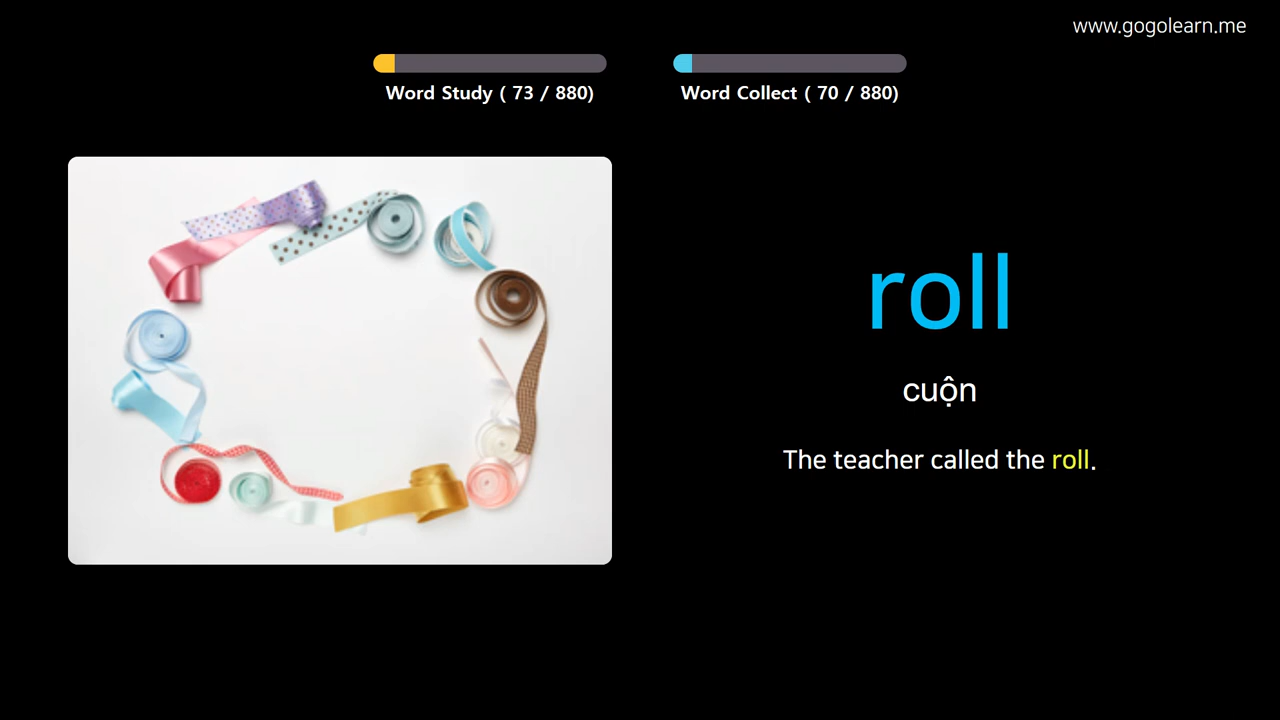 www.gogolearn.me
Word Study ( 73 / 880)
Word Collect ( 70 / 880)
roll
cuộn
The teacher called the roll.